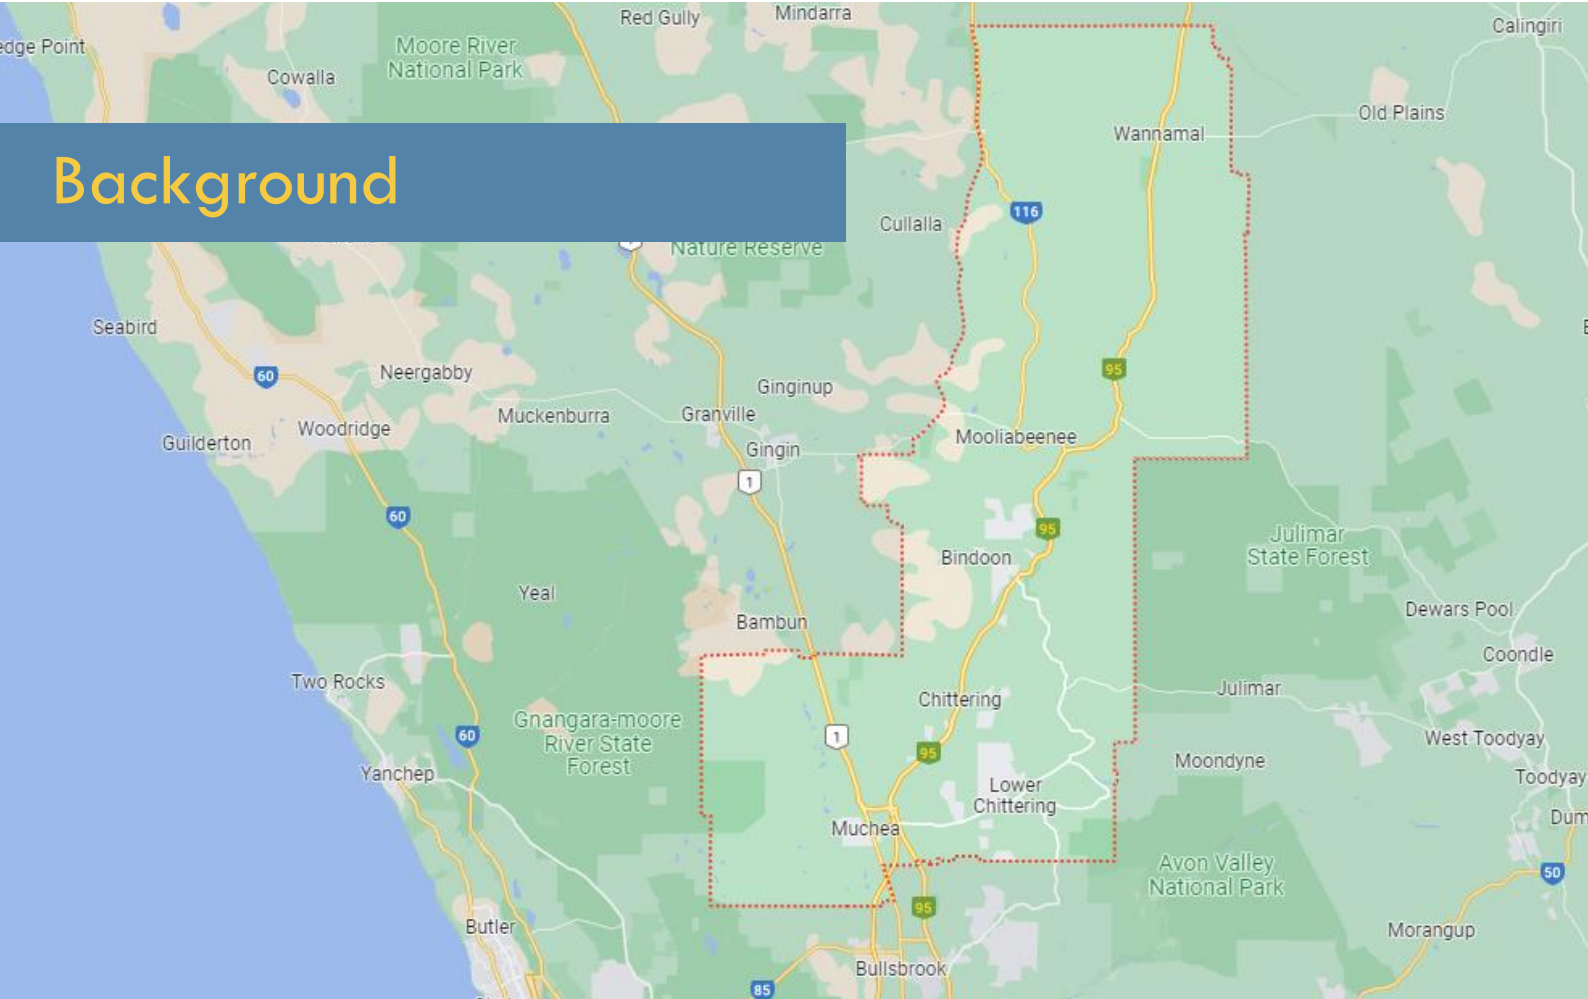 Red Gully
Mindarra
Calingiri
edge Point
Moore River
National Park
Cowalla
Old Plains
Wannamal
Background
116
Cullalla
Nature Reserve
Seabird
60
Neergabby
95
Ginginup
Muckenburra
Granville
Woodridge
Guilderton
Mooliabeenee
Gingin
1
60
95
Julimar
State Forest
Bindoon
Yeal
Dewars Pool
Bambun
Coondle
Two Rocks
Julimar
Chittering
Gnangara-moore
River State
Forest
60
1
95
West Toodyay
Moondyne
Yanchep
Toodyay
Lower
Chittering
Dum
Muchea
Avon Valley
National Park
50
95
Butler
Morangup
Bullsbrook
85